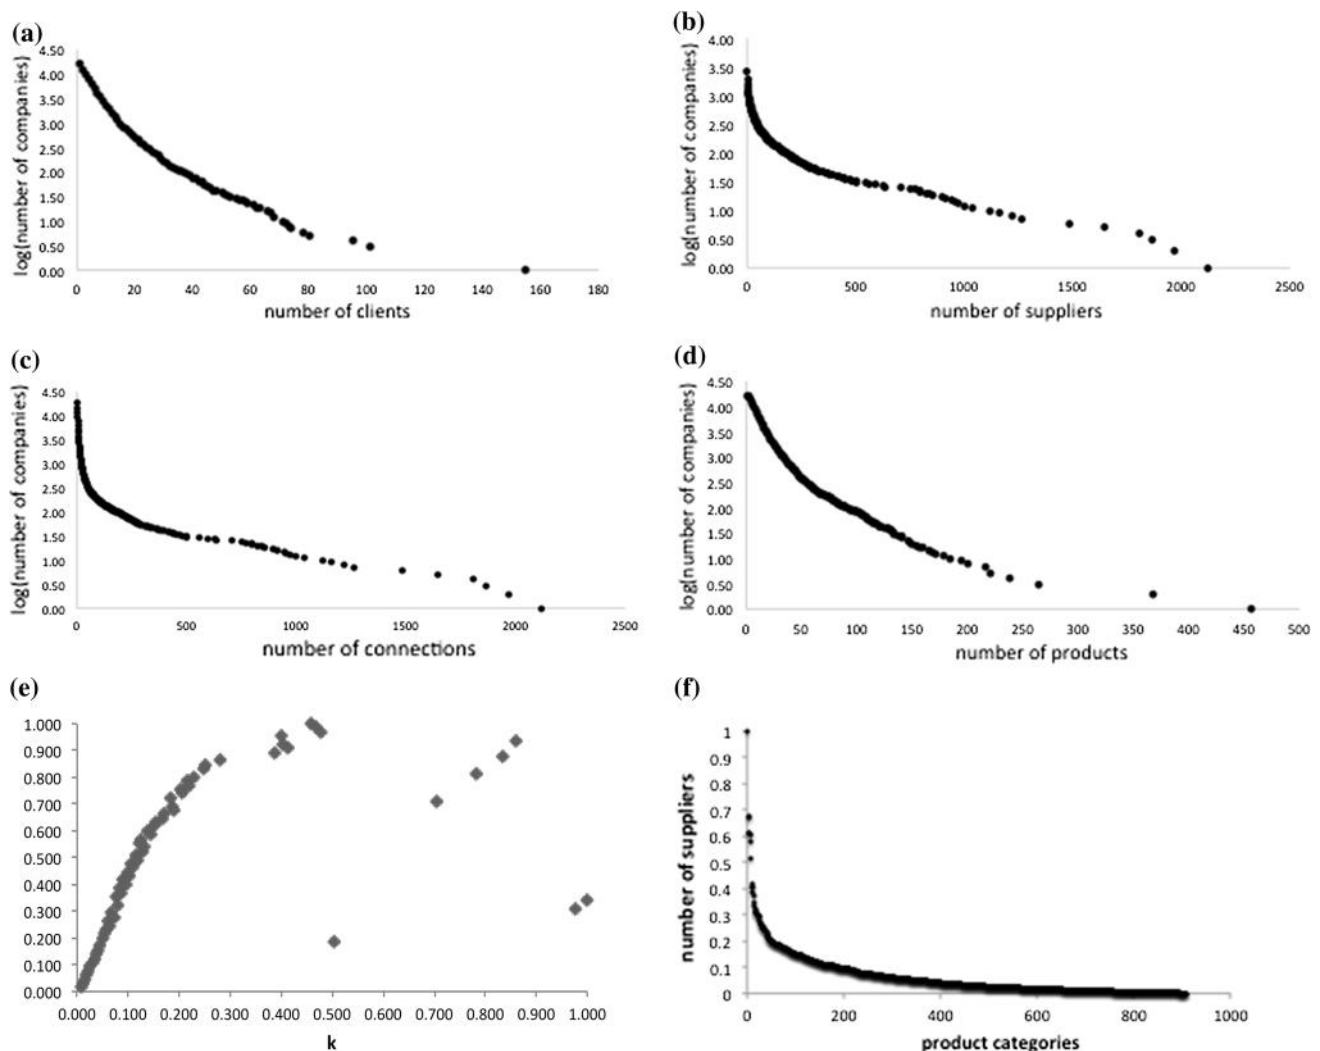 (a)
log(number of companies)
4.50
4.00
3.50
3.00
2.50
2.00
1.50
1.00
0.50
0.00
0 20 40 60 80 100 120 140 160 180
number of clients
(b)
log(number of companies)
4.00
3.50
3.00
2.50
2.00
1.50
1.00
0.50
0.00
0 500 1000 1500 2000 2500
number of suppliers
(c)
log(number of companies)
4.50
4.00
3.50
3.00
2.50
2.00
1.50
1.00
0.50
0.00
0 500 1000 1500 2000 2500
number of connections
(d)
log(number of companies)
4.50
4.00
3.50
3.00
2.50
2.00
1.50
1.00
0.50
0.00
0 50 100 150 200 250 300 350 400 450 500
number of products
(e)
1.000
0.900
0.800
0.700
0.600
0.500
0.400
0.300
0.200
0.100
0.000
0.000 0.100 0.200 0.300 0.400 0.500 0.600 0.700 0.800 0.900 1.000
k
(f)
number of suppliers
1
0.9
0.8
0.7
0.6
0.5
0.4
0.3
0.2
0.1
0
0 200 400 600 800 1000
product categories